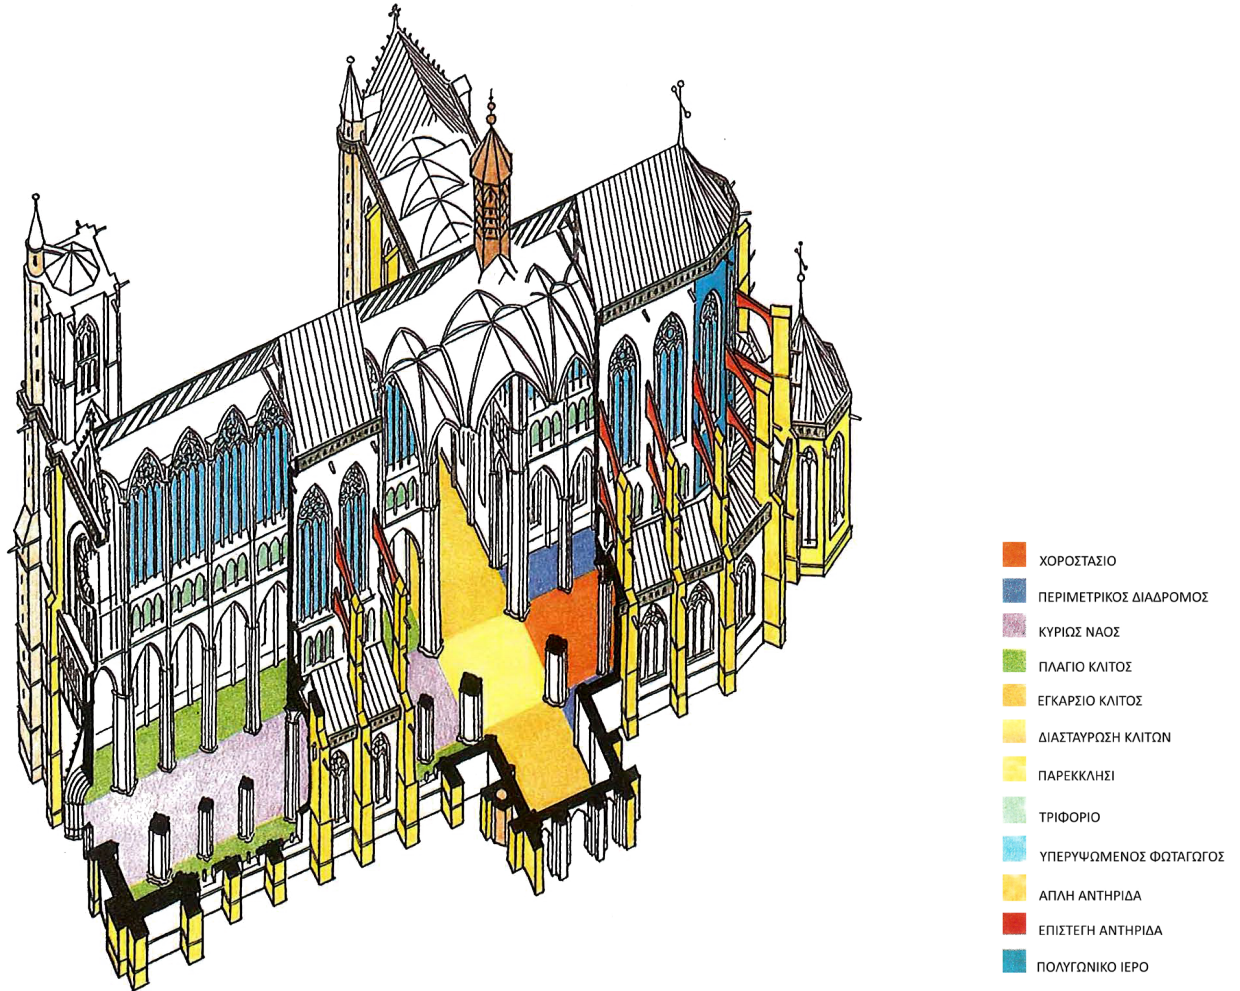 ΧΟΡΟΣΤΑΣΙΟ
ΠΕΡΙΜΕΤΡΙΚΟΣ ΔΙΑΔΡΟΜΟΣ
ΚΥΡΙΩΣ ΝΑΟΣ
ΠΛΑΓΙΟ ΚΛΙΤΟΣ
ΕΓΚΑΡΣΙΟ ΚΛΙΤΟΣ
ΔΙΑΣΤΑΥΡΩΣΗ ΚΛΙΤΩΝ
ΠΑΡΕΚΚΛΗΣΙ
ΤΡΙΦΟΡΙΟ
ΥΠΕΡΥΨΩΜΕΝΟΣ ΦΩΤΑΓΩΓΟΣ
ΑΠΛΗ ΑΝΤΗΡΙΔΑ
ΕΠΙΣΤΕΓΗ ΑΝΤΗΡΙΔΑ
ΠΟΛΥΓΩΝΙΚΟ ΙΕΡΟ